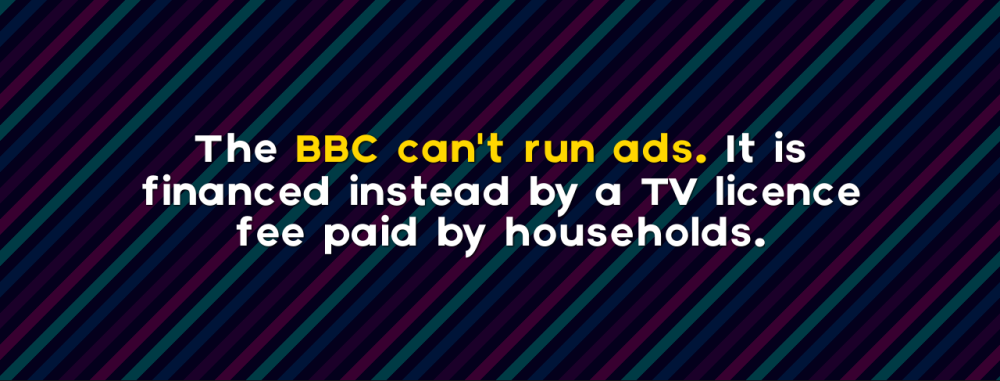 The BBC can't run ads. It is
financed instead by a TV licence
fee paid by households.